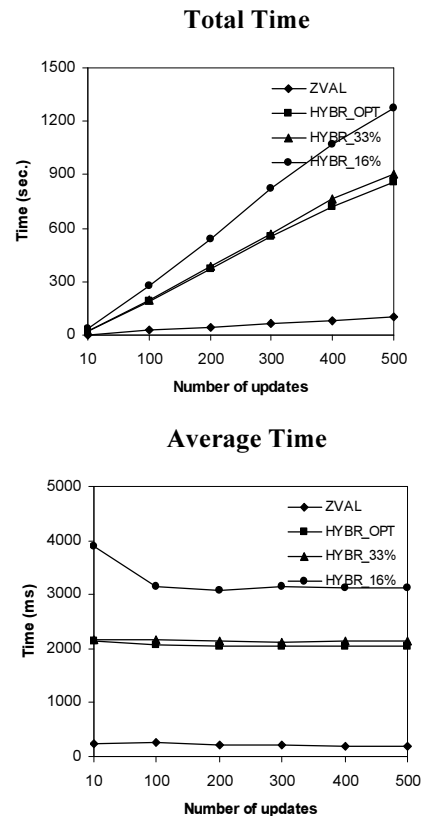 Total Time
1500
1200
900
600
300
0
Time (sec.)
ZVAL
HYBR_OPT
HYBR_33%
HYBR_16%
10 100 200 300 400 500
Number of updates
Average Time
5000
4000
3000
2000
1000
0
Time (ms)
ZVAL
HYBR_OPT
HYBR_33%
HYBR_16%
10 100 200 300 400 500
Number of updates